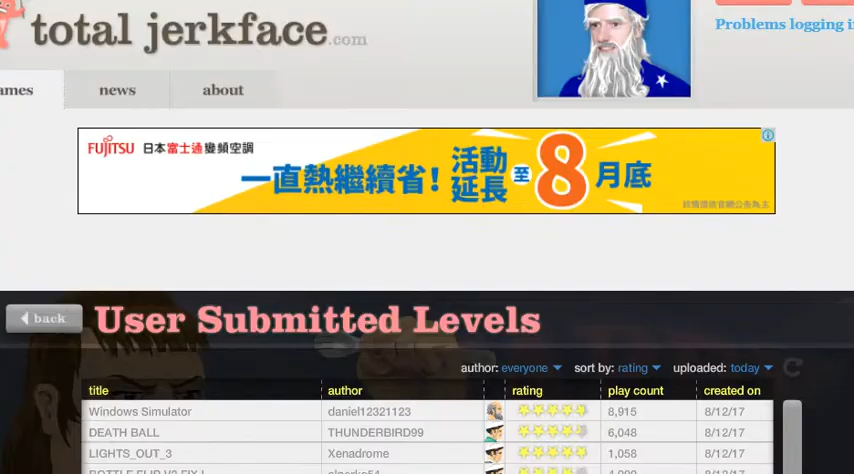 total jerkface.com
Problems logging i
ames
news
about
FUJITSU 日本富士通變頻空調
一直熱繼續省！
活動
延長
至
8
月底
back
User Submitted Levels
author: everyone sort by: rating uploaded: today
title author rating play count created on
Windows Simulator daniel12321123 8,915 8/12/17
DEATH BALL THUNDERBIRD99 6,048 8/12/17
LIGHTS_OUT_3 Xenadrome 1,058 8/12/17